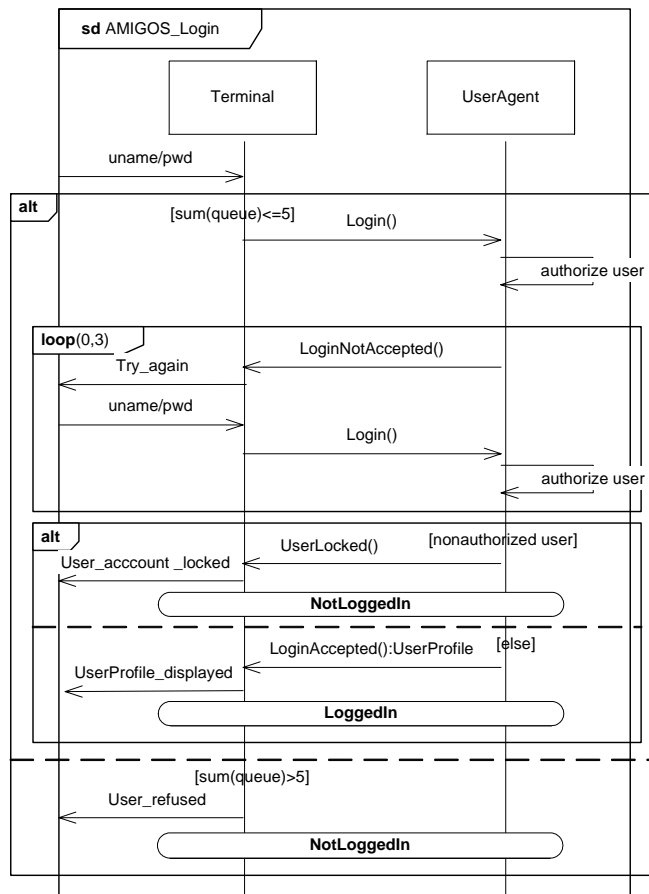 sd AMIGOS_Login
Terminal
UserAgent
uname/pwd
alt
[sum(queue)<=5]
Login()
authorize user
loop(0,3)
LoginNotAccepted()
Try_again
uname/pwd
Login()
authorize user
alt
[nonauthorized user]
UserLocked()
User_acccount _locked
NotLoggedIn
[else]
LoginAccepted():UserProfile
UserProfile_displayed
LoggedIn
[sum(queue)>5]
User_refused
NotLoggedIn